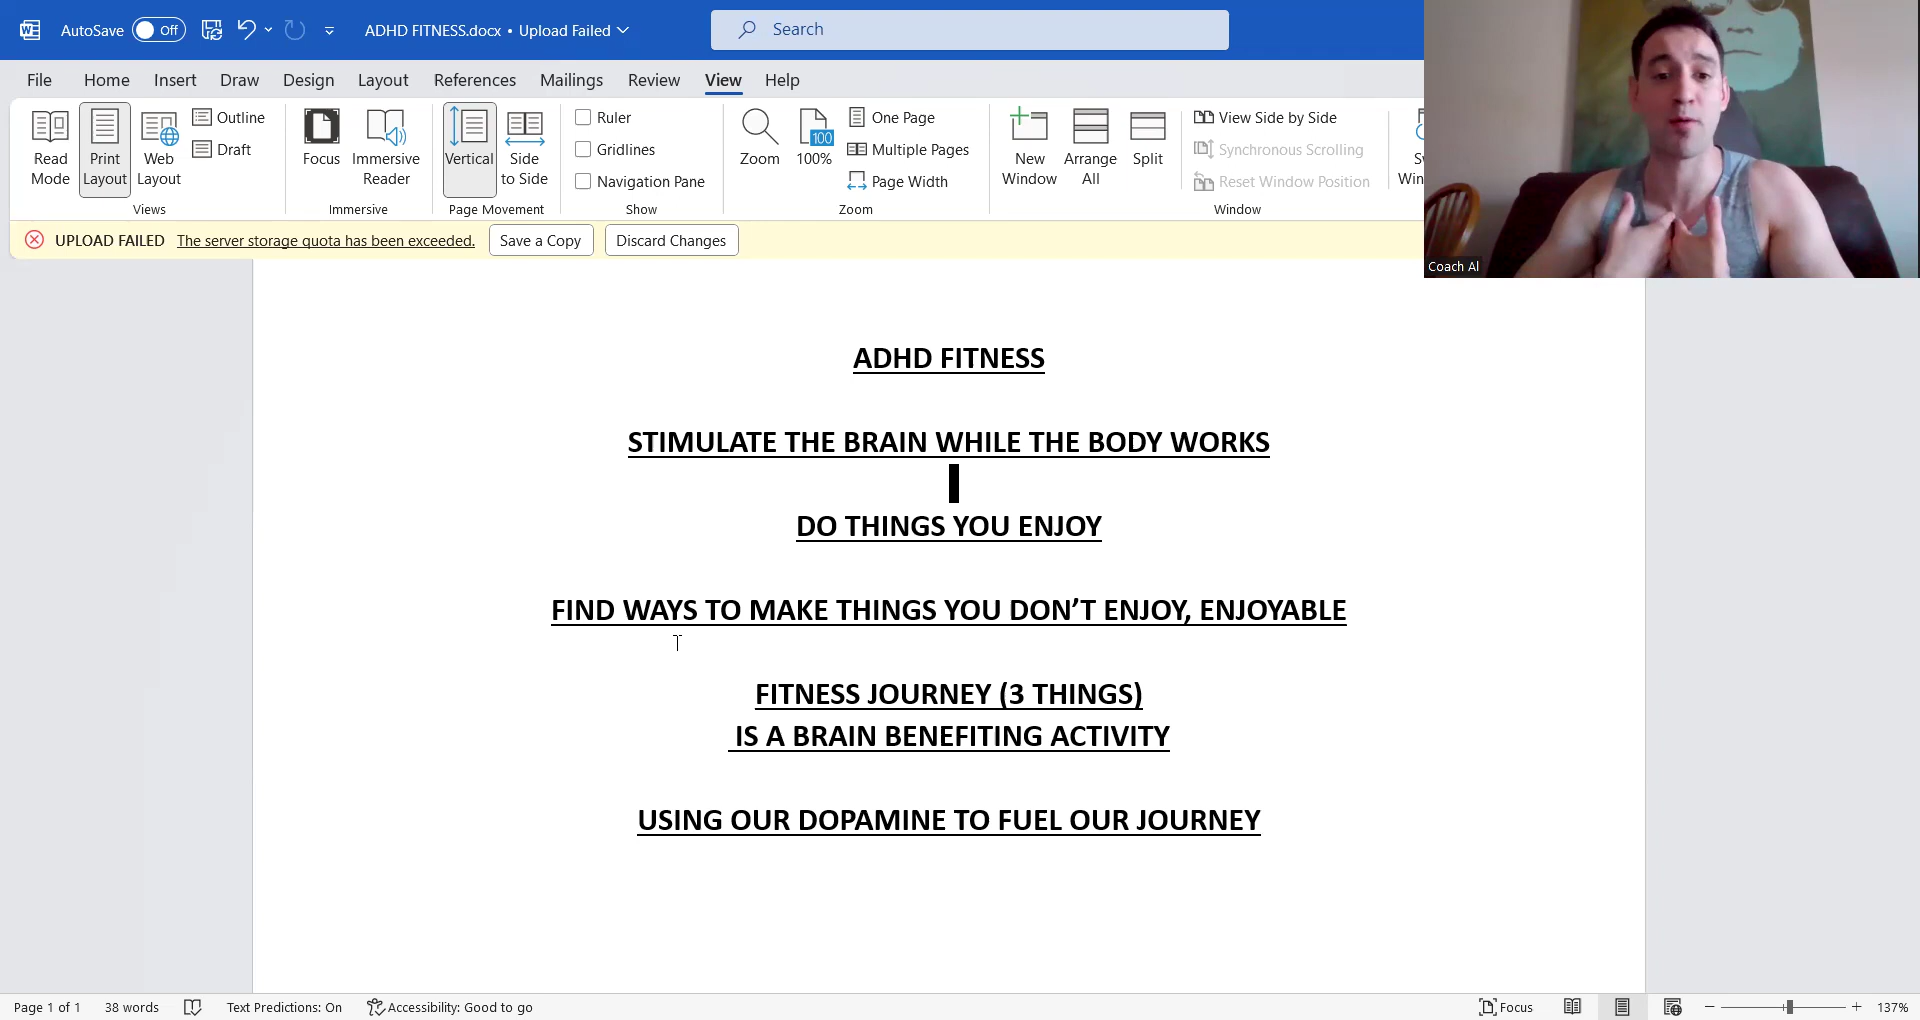 AutoSave Off ADHD FITNESS.docx • Upload Failed Search
File Home Insert Draw Design Layout References Mailings Review View Help
Read Mode
Print Layout
Web Layout
Outline
Draft
Views
Focus
Immersive Reader
Immersive
Vertical
Side to Side
Page Movement
Ruler
Gridlines
Navigation Pane
Show
Zoom
100
100%
One Page
Multiple Pages
Page Width
Zoom
New Window
Arrange All
Split
View Side by Side
Synchronous Scrolling
Reset Window Position
Window
Coach Al
UPLOAD FAILED The server storage quota has been exceeded. Save a Copy Discard Changes
ADHD FITNESS
STIMULATE THE BRAIN WHILE THE BODY WORKS
DO THINGS YOU ENJOY
FIND WAYS TO MAKE THINGS YOU DON’T ENJOY, ENJOYABLE
FITNESS JOURNEY (3 THINGS)
IS A BRAIN BENEFITING ACTIVITY
USING OUR DOPAMINE TO FUEL OUR JOURNEY
Page 1 of 1 38 words Text Predictions: On Accessibility: Good to go Focus 137%